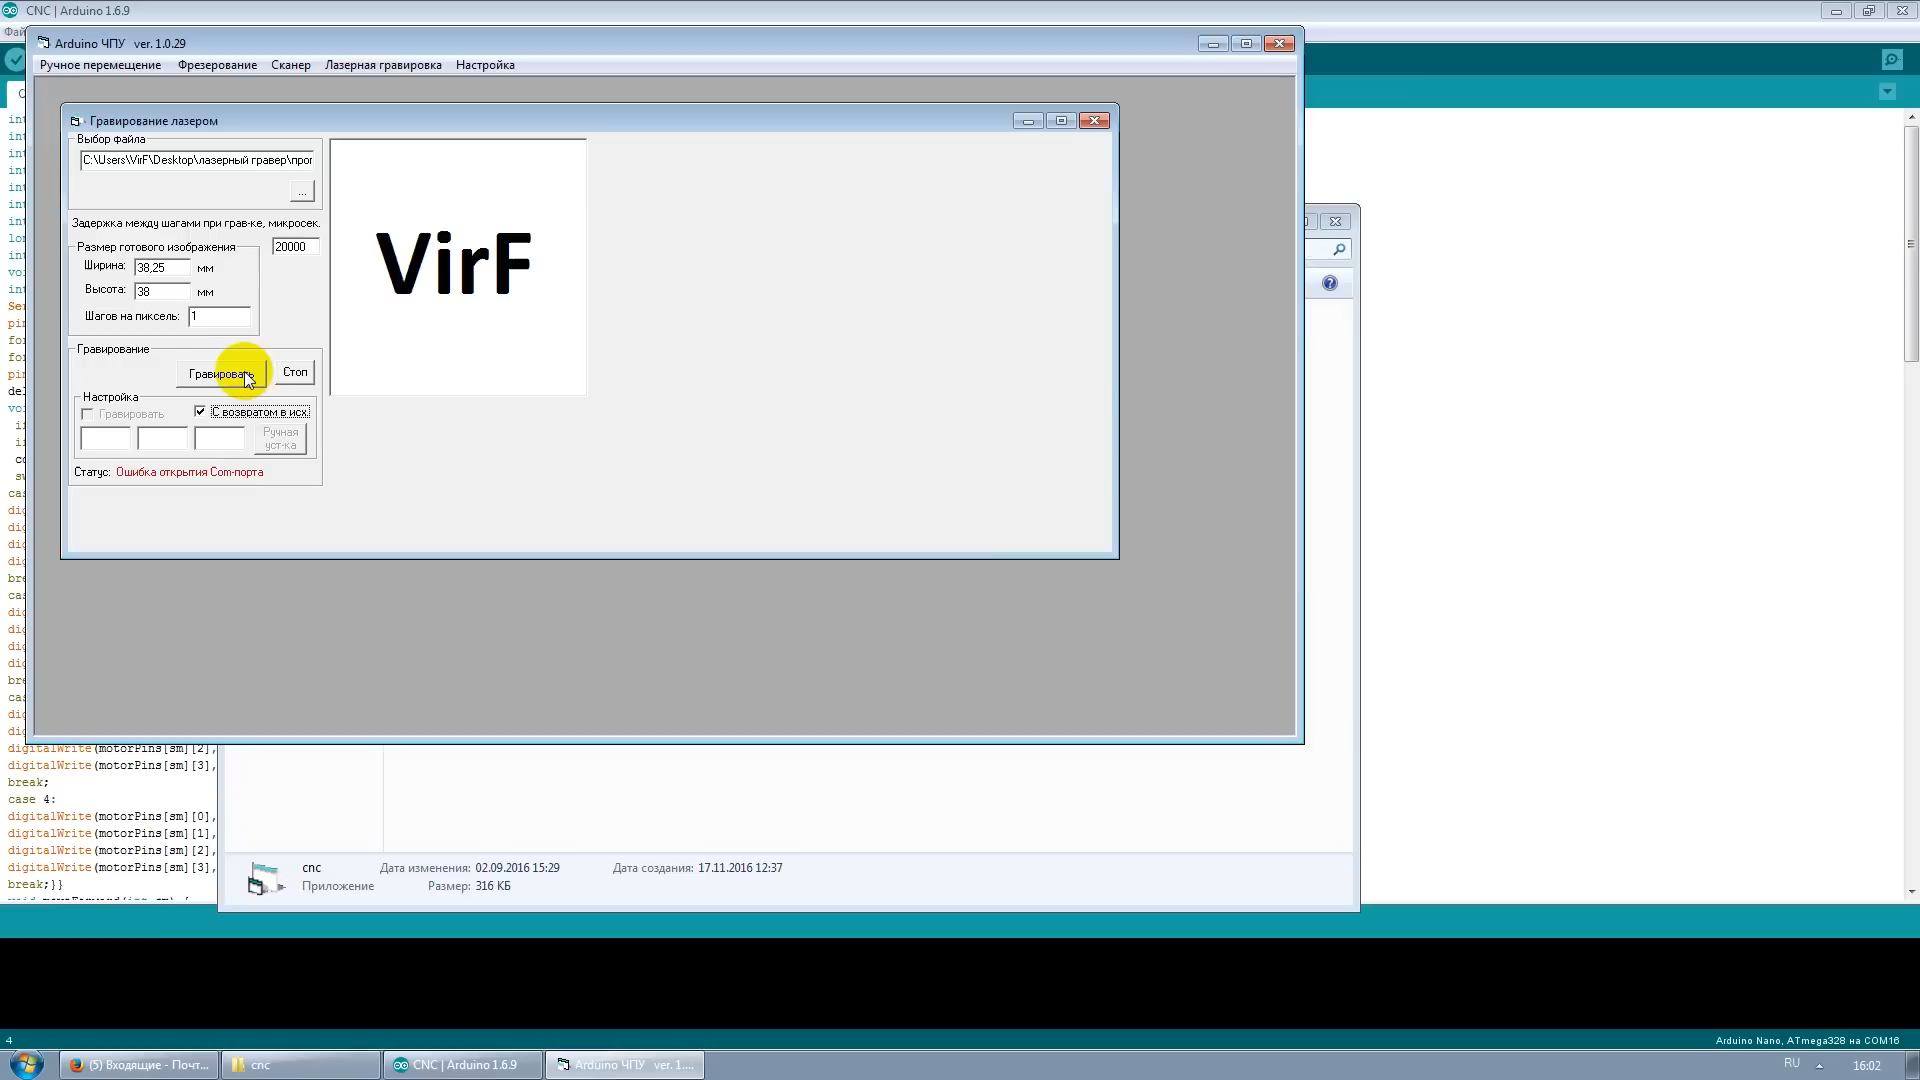 CNC | Arduino 1.6.9
Arduino ЧПУ ver. 1.0.29
Ручное перемещение Фрезерование Сканер Лазерная гравировка Настройка
Гравирование лазером
Выбор файла
C:\Users\VirF\Desktop\лазерный гравер\прог
...
Задержка между шагами при грав-ке, микросек.
20000
Размер готового изображения
Ширина: 38,25 мм
Высота: 38 мм
Шагов на пиксель: 1
VirF
Гравирование
Гравировать Стоп
Настройка
Гравировать С возвратом в исх.
Ручная
уст-ка
Статус: Ошибка открытия Com-порта
digitalWrite(motorPins[sm][2],
digitalWrite(motorPins[sm][3],
break;
case 4:
digitalWrite(motorPins[sm][0],
digitalWrite(motorPins[sm][1],
digitalWrite(motorPins[sm][2],
digitalWrite(motorPins[sm][3],
break;}}
cnc Дата изменения: 02.09.2016 15:29 Дата создания: 17.11.2016 12:37
Приложение Размер: 316 КБ
4
Arduino Nano, ATmega328 на COM16
(5) Входящие - Почт... cnc CNC | Arduino 1.6.9 Arduino ЧПУ ver. 1....
RU 16:02